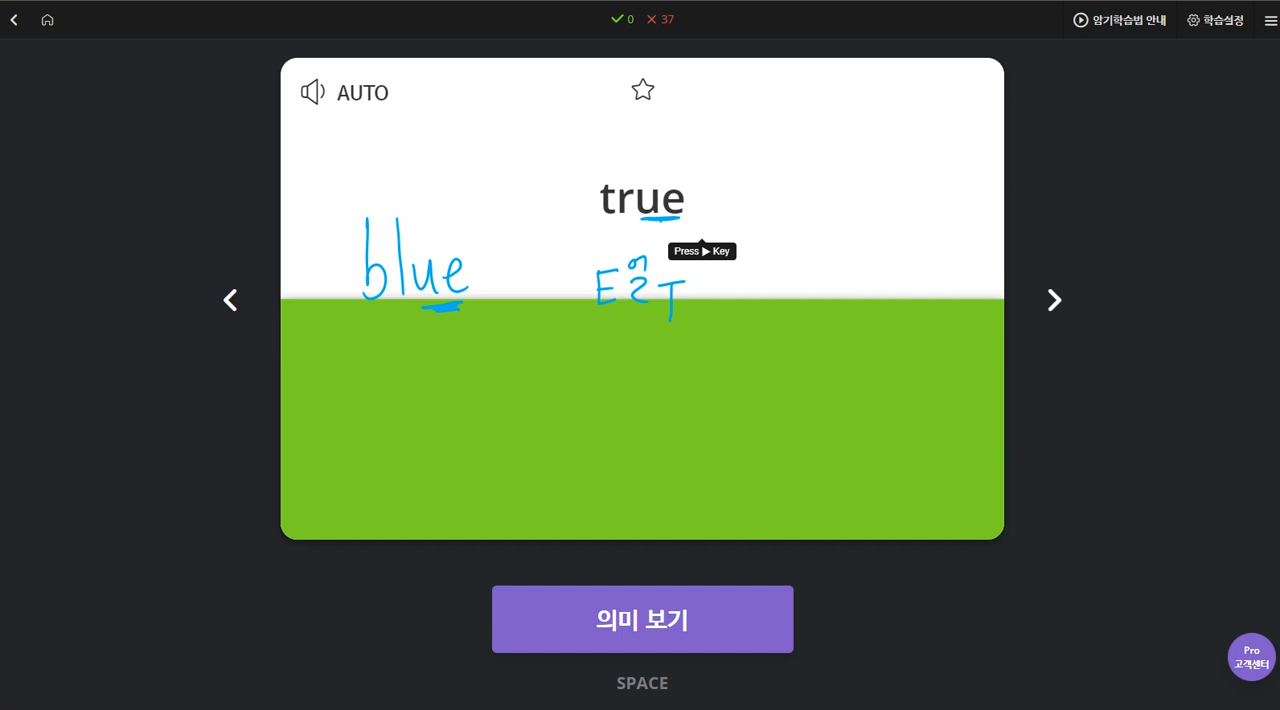 0 37 암기학습법 안내 학습설정
AUTO
true
Press ▶ Key
blue
의미 보기
SPACE
Pro
고객센터